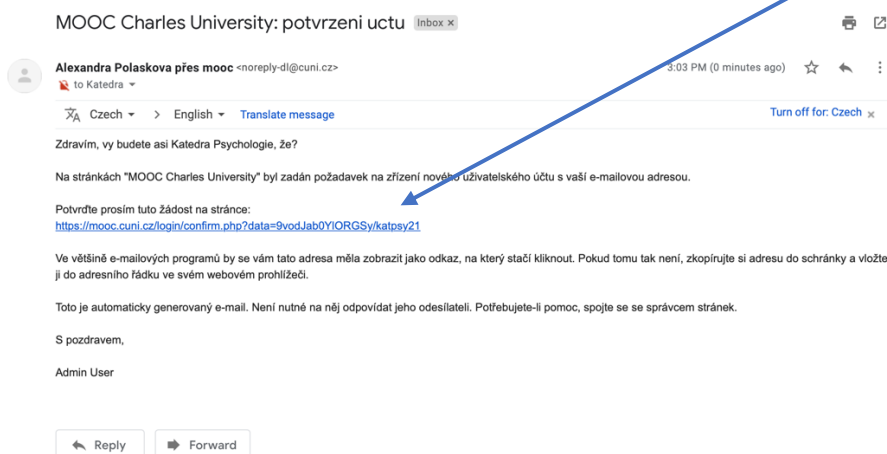 MOOC Charles University: potvrzeni uctu Inbox ×
Alexandra Polaskova přes mooc <noreply-dl@cuni.cz> 3:03 PM (0 minutes ago)
to Katedra
Czech > English Translate message Turn off for: Czech ×
Zdravím, vy budete asi Katedra Psychologie, že?
Na stránkách "MOOC Charles University" byl zadán požadavek na zřízení nového uživatelského účtu s vaší e-mailovou adresou.
Potvrďte prosím tuto žádost na stránce:
https://mooc.cuni.cz/login/confirm.php?data=9vodJab0YlORGSy/katpsy21
Ve většině e-mailových programů by se vám tato adresa měla zobrazit jako odkaz, na který stačí kliknout. Pokud tomu tak není, zkopírujte si adresu do schránky a vložte
ji do adresního řádku ve svém webovém prohlížeči.
Toto je automaticky generovaný e-mail. Není nutné na něj odpovídat jeho odesílateli. Potřebujete-li pomoc, spojte se se správcem stránek.
S pozdravem,
Admin User
Reply Forward